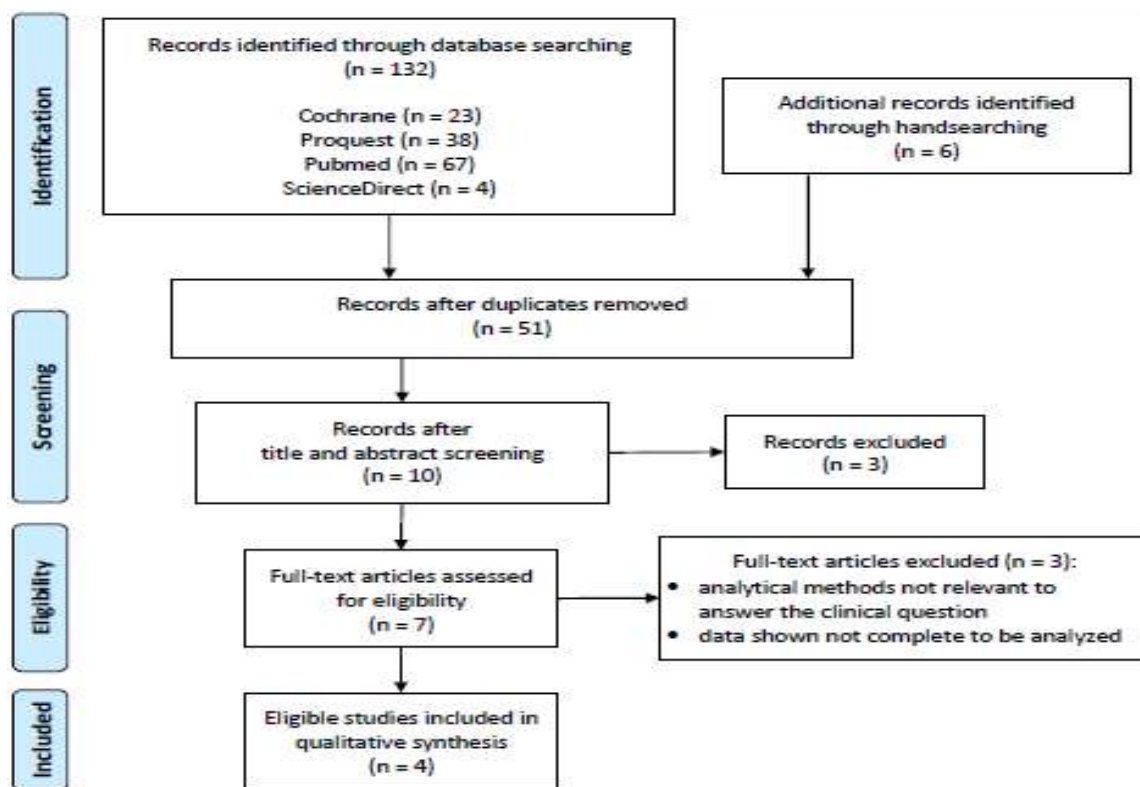 Identification
Records identified through database searching
(n = 132)
Cochrane (n = 23)
Proquest (n = 38)
Pubmed (n = 67)
ScienceDirect (n = 4)
Additional records identified
through handsearching
(n = 6)
Screening
Records after duplicates removed
(n = 51)
Records after
title and abstract screening
(n = 10)
Records excluded
(n = 3)
Eligibility
Full-text articles assessed
for eligibility
(n = 7)
Full-text articles excluded (n = 3):
• analytical methods not relevant to
answer the clinical question
• data shown not complete to be analyzed
Included
Eligible studies included in
qualitative synthesis
(n = 4)